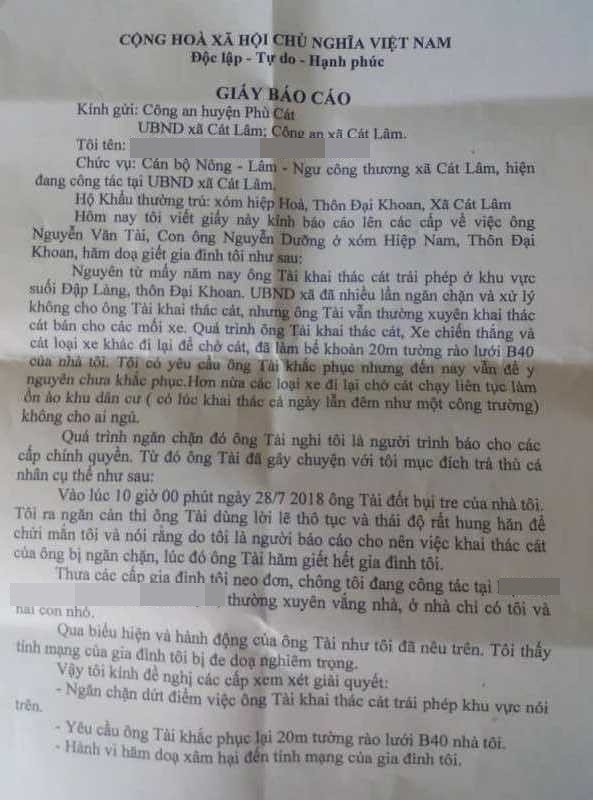 CỘNG HOÀ XÃ HỘI CHỦ NGHĨA VIỆT NAM
Độc lập - Tự do - Hạnh phúc
GIẤY BÁO CÁO
Kính gửi: Công an huyện Phù Cát
UBND xã Cát Lâm; Công an xã Cát Lâm.
Tôi tên:
Chức vụ: Cán bộ Nông - Lâm - Ngư công thương xã Cát Lâm, hiện
đang công tác tại UBND xã Cát Lâm.
Hộ Khẩu thường trú: xóm hiệp Hoà, Thôn Đại Khoan, Xã Cát Lâm
Hôm nay tôi viết giấy này kính báo cáo lên các cấp về việc ông
Nguyễn Văn Tài, Con ông Nguyễn Dưỡng ở xóm Hiệp Nam, Thôn Đại
Khoan, hăm doạ giết gia đình tôi như sau:
Nguyên từ mấy năm nay ông Tài khai thác cát trái phép ở khu vực
suối Đập Làng, thôn Đại Khoan. UBND xã đã nhiều lần ngăn chặn và xử lý
không cho ông Tài khai thác cát, nhưng ông Tài vẫn thường xuyên khai thác
cát bán cho các mối xe. Quá trình ông Tài khai thác cát, Xe chiến thắng và
cát loại xe khác đi lại để chở cát, đã làm bể khoản 20m tường rào lưới B40
của nhà tôi. Tôi có yêu cầu ông Tài khắc phục nhưng đến nay vẫn để y
nguyên chưa khắc phục.Hơn nữa các loại xe đi lại chở cát chạy liên tục làm
ồn ào khu dân cư ( có lúc khai thác cả ngày lẫn đêm như một công trường)
không cho ai ngủ.
Quá trình ngăn chặn đó ông Tài nghi tôi là người trình báo cho các
cấp chính quyền. Từ đó ông Tài đã gây chuyện với tôi mục đích trả thù cá
nhân cụ thể như sau:
Vào lúc 10 giờ 00 phút ngày 28/7 2018 ông Tài đốt bụi tre của nhà tôi.
Tôi ra ngăn cản thì ông Tài dùng lời lẽ thô tục và thái độ rất hung hăn để
chửi mắn tôi và nói rằng do tôi là người báo cáo cho nên việc khai thác cát
của ông bị ngăn chặn, lúc đó ông Tài hăm giết hết gia đình tôi.
Thưa các cấp gia đình tôi neo đơn, chồng tôi đang công tác tại
thường xuyên vắng nhà, ở nhà chỉ có tôi và
hai con nhỏ.
Qua biểu hiện và hành động của ông Tài như tôi đã nêu trên. Tôi thấy
tính mạng của gia đình tôi bị đe doạ nghiêm trọng.
Vậy tôi kính đề nghị các cấp xem xét giải quyết:
- Ngăn chặn dứt điểm việc ông Tài khai thác cát trái phép khu vực nói
trên.
- Yêu cầu ông Tài khắc phục lại 20m tường rào lưới B40 nhà tôi.
- Hành vi hăm doạ xâm hại đến tính mạng của gia đình tôi.